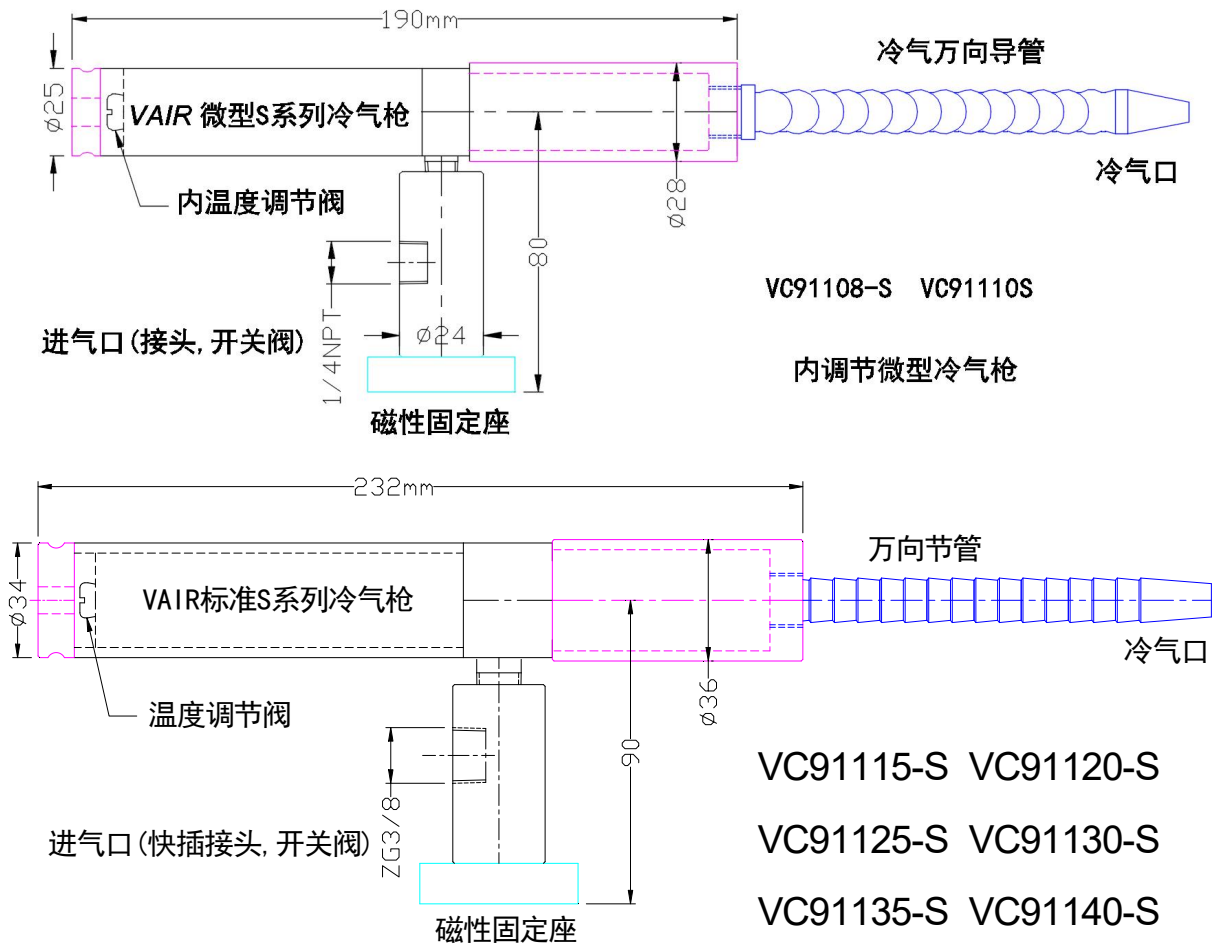 190mm
冷气万向导管
⌀25
VAIR 微型S系列冷气枪
冷气口
内温度调节阀
⌀28
80
1/4NPT
VC91108-S VC91110S
进气口(接头,开关阀)
⌀24
内调节微型冷气枪
磁性固定座
232mm
万向节管
⌀34
VAIR标准S系列冷气枪
冷气口
温度调节阀
⌀36
90
ZG3/8
VC91115-S VC91120-S
进气口(快插接头,开关阀)
VC91125-S VC91130-S
VC91135-S VC91140-S
磁性固定座